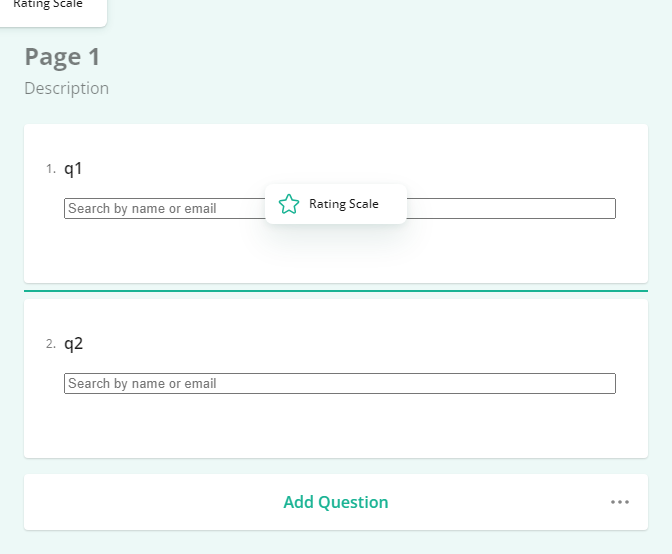 Rating Scale
Page 1
Description
1. q1
Search by name or email
Rating Scale
2. q2
Search by name or email
Add Question